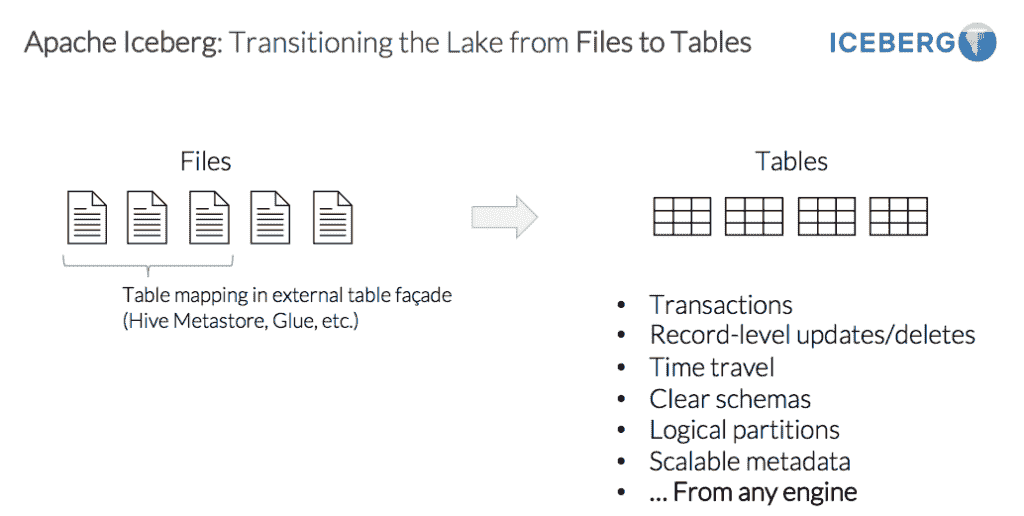 Apache Iceberg: Transitioning the Lake from Files to Tables
ICEBERG
Files
Table mapping in external table façade
(Hive Metastore, Glue, etc.)
Tables
• Transactions
• Record-level updates/deletes
• Time travel
• Clear schemas
• Logical partitions
• Scalable metadata
• ... From any engine